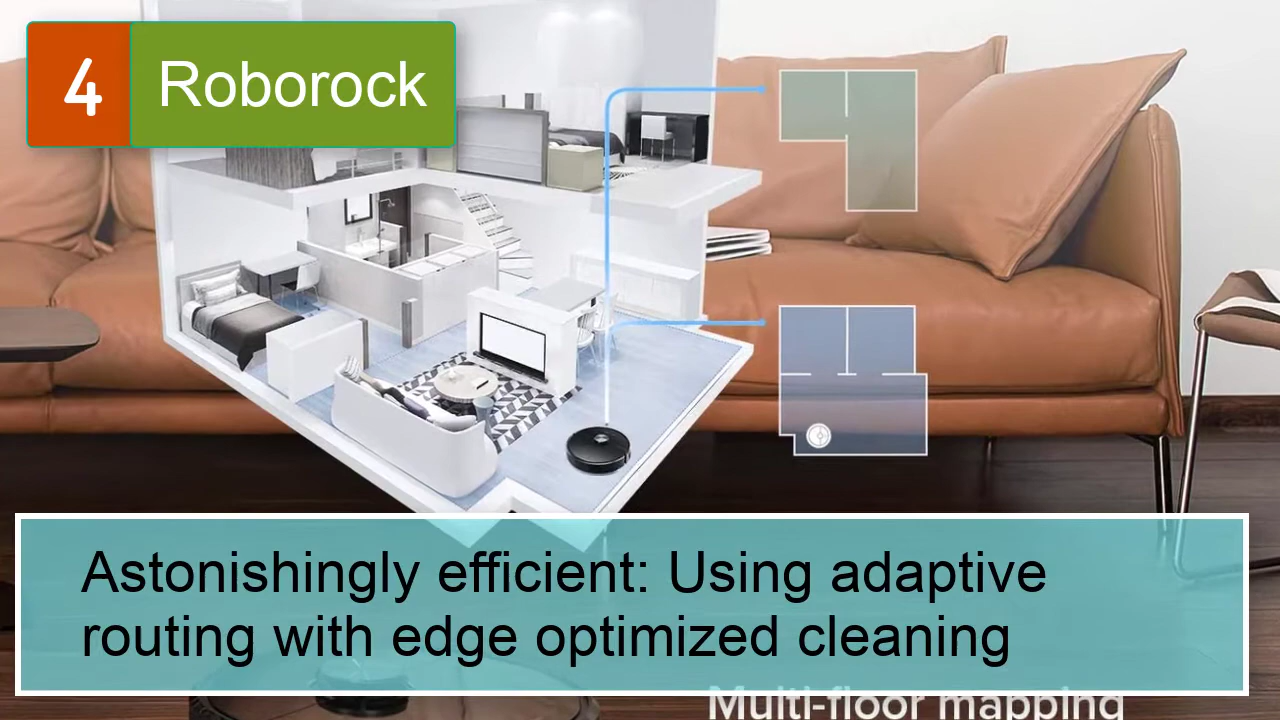 4 Roborock
Astonishingly efficient: Using adaptive
routing with edge optimized cleaning
Multi-floor mapping